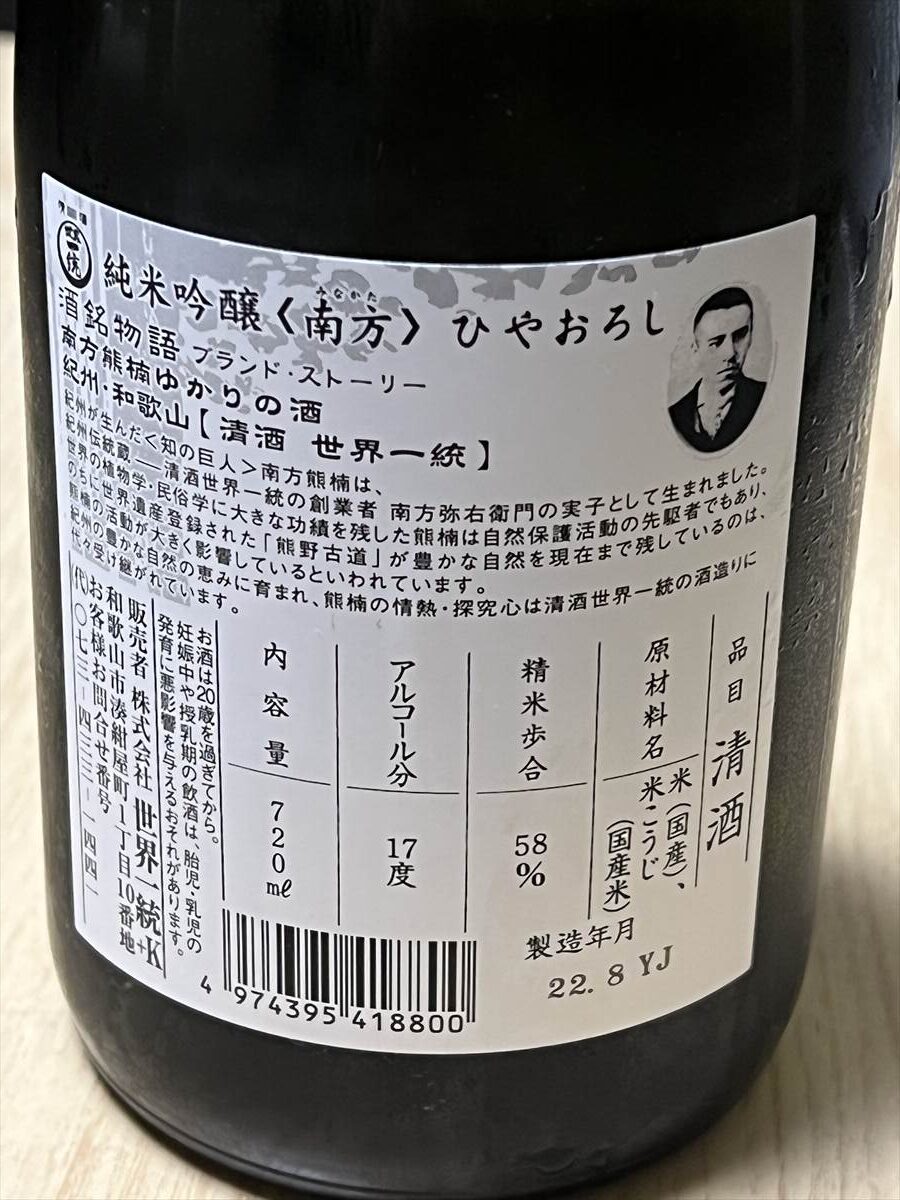 世一統
純米吟醸〈南方〉ひやおろし
みなかた
酒銘物語 ブランド・ストーリー
南方熊楠ゆかりの酒
紀州・和歌山【清酒 世界一統】
紀州が生んだ<知の巨人>南方熊楠は、
紀州伝統蔵――清酒世界一統の創業者 南方弥右衛門の実子として生まれました。
世界の植物学・民俗学に大きな功績を残した熊楠は自然保護活動の先駆者でもあり、
のちに世界遺産登録された「熊野古道」が豊かな自然を現在まで残しているのは、
熊楠の活動が大きく影響しているといわれています。
紀州の豊かな自然の恵みに育まれ、熊楠の情熱・探究心は清酒世界一統の酒造りに
代々受け継がれています。
品目 清酒
原材料名 米(国産)、
米こうじ
(国産米)
精米歩合 58%
アルコール分 17度
内容量 720㎖
製造年月
22. 8 YJ
お酒は20歳を過ぎてから。
妊娠中や授乳期の飲酒は、胎児・乳児の
発育に悪影響を与えるおそれがあります。
販売者 株式会社 世界一統+K
和歌山市湊紺屋町1丁目10番地
お客様お問合せ番号
(代)〇七三-四三三-一四四一
4 974395 418800